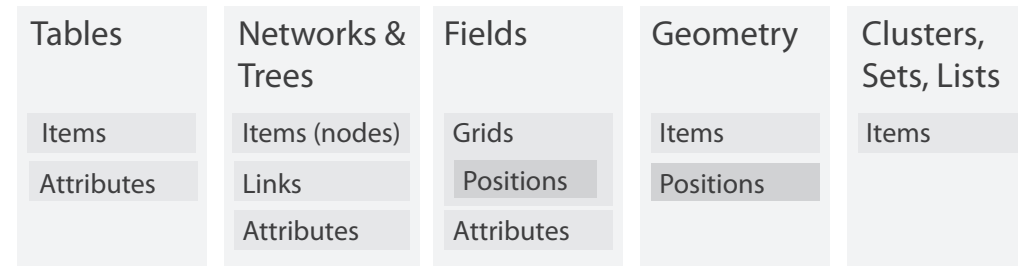 Tables
Items
Attributes
Networks &
Trees
Items (nodes)
Links
Attributes
Fields
Grids
Positions
Attributes
Geometry
Items
Positions
Clusters,
Sets, Lists
Items